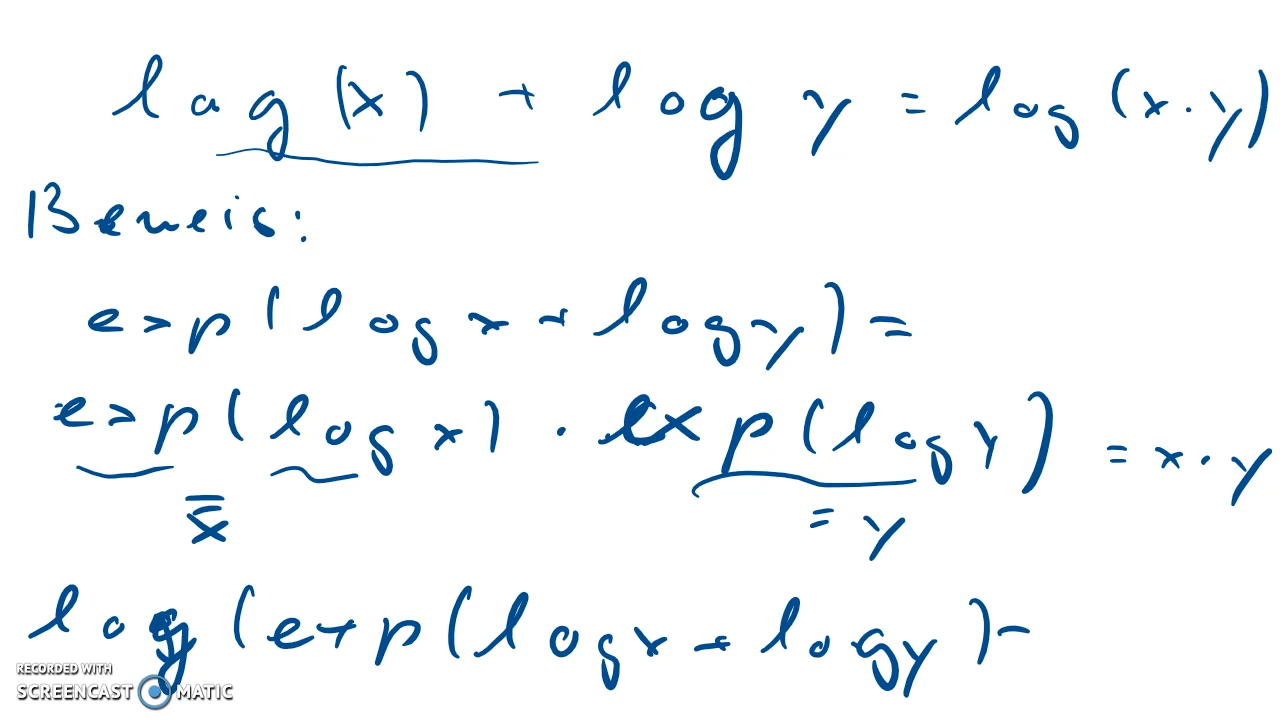 log (x) + log y = log (x · y)
Beweis:
exp (log x + log y) =
exp (log x) · exp (log y) = x · y
= x = y
log (exp (log x + log y) =
RECORDED WITH
SCREENCAST MATIC